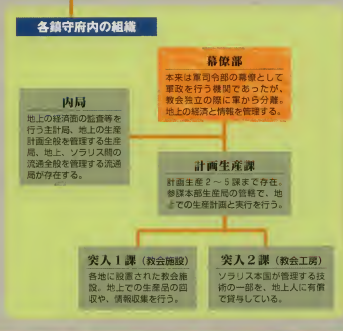 各鎮守府内の組織
幕僚部
本来は軍司令部の幕僚として
軍政を行う機関であったが、
教会独立の際に軍から分離。
地上の経済と情報を管理する。
内局
地上の経済面の監査等を
行う主計局、地上の生産
計画全般を管理する生産
局、地上、ソラリス間の
流通全般を管理する流通
局が存在する。
計画生産課
計画生産2〜5課まで存在。
参謀本部生産局の管轄で、地
上での生産計画と実行を行う。
突入1課(教会施設)
各地に設置された教会施
設。地上での生産品の回
収や、情報収集を行う。
突入2課(教会工房)
ソラリス本国が管理する技
術の一部を、地上人に有償
で貸与している。